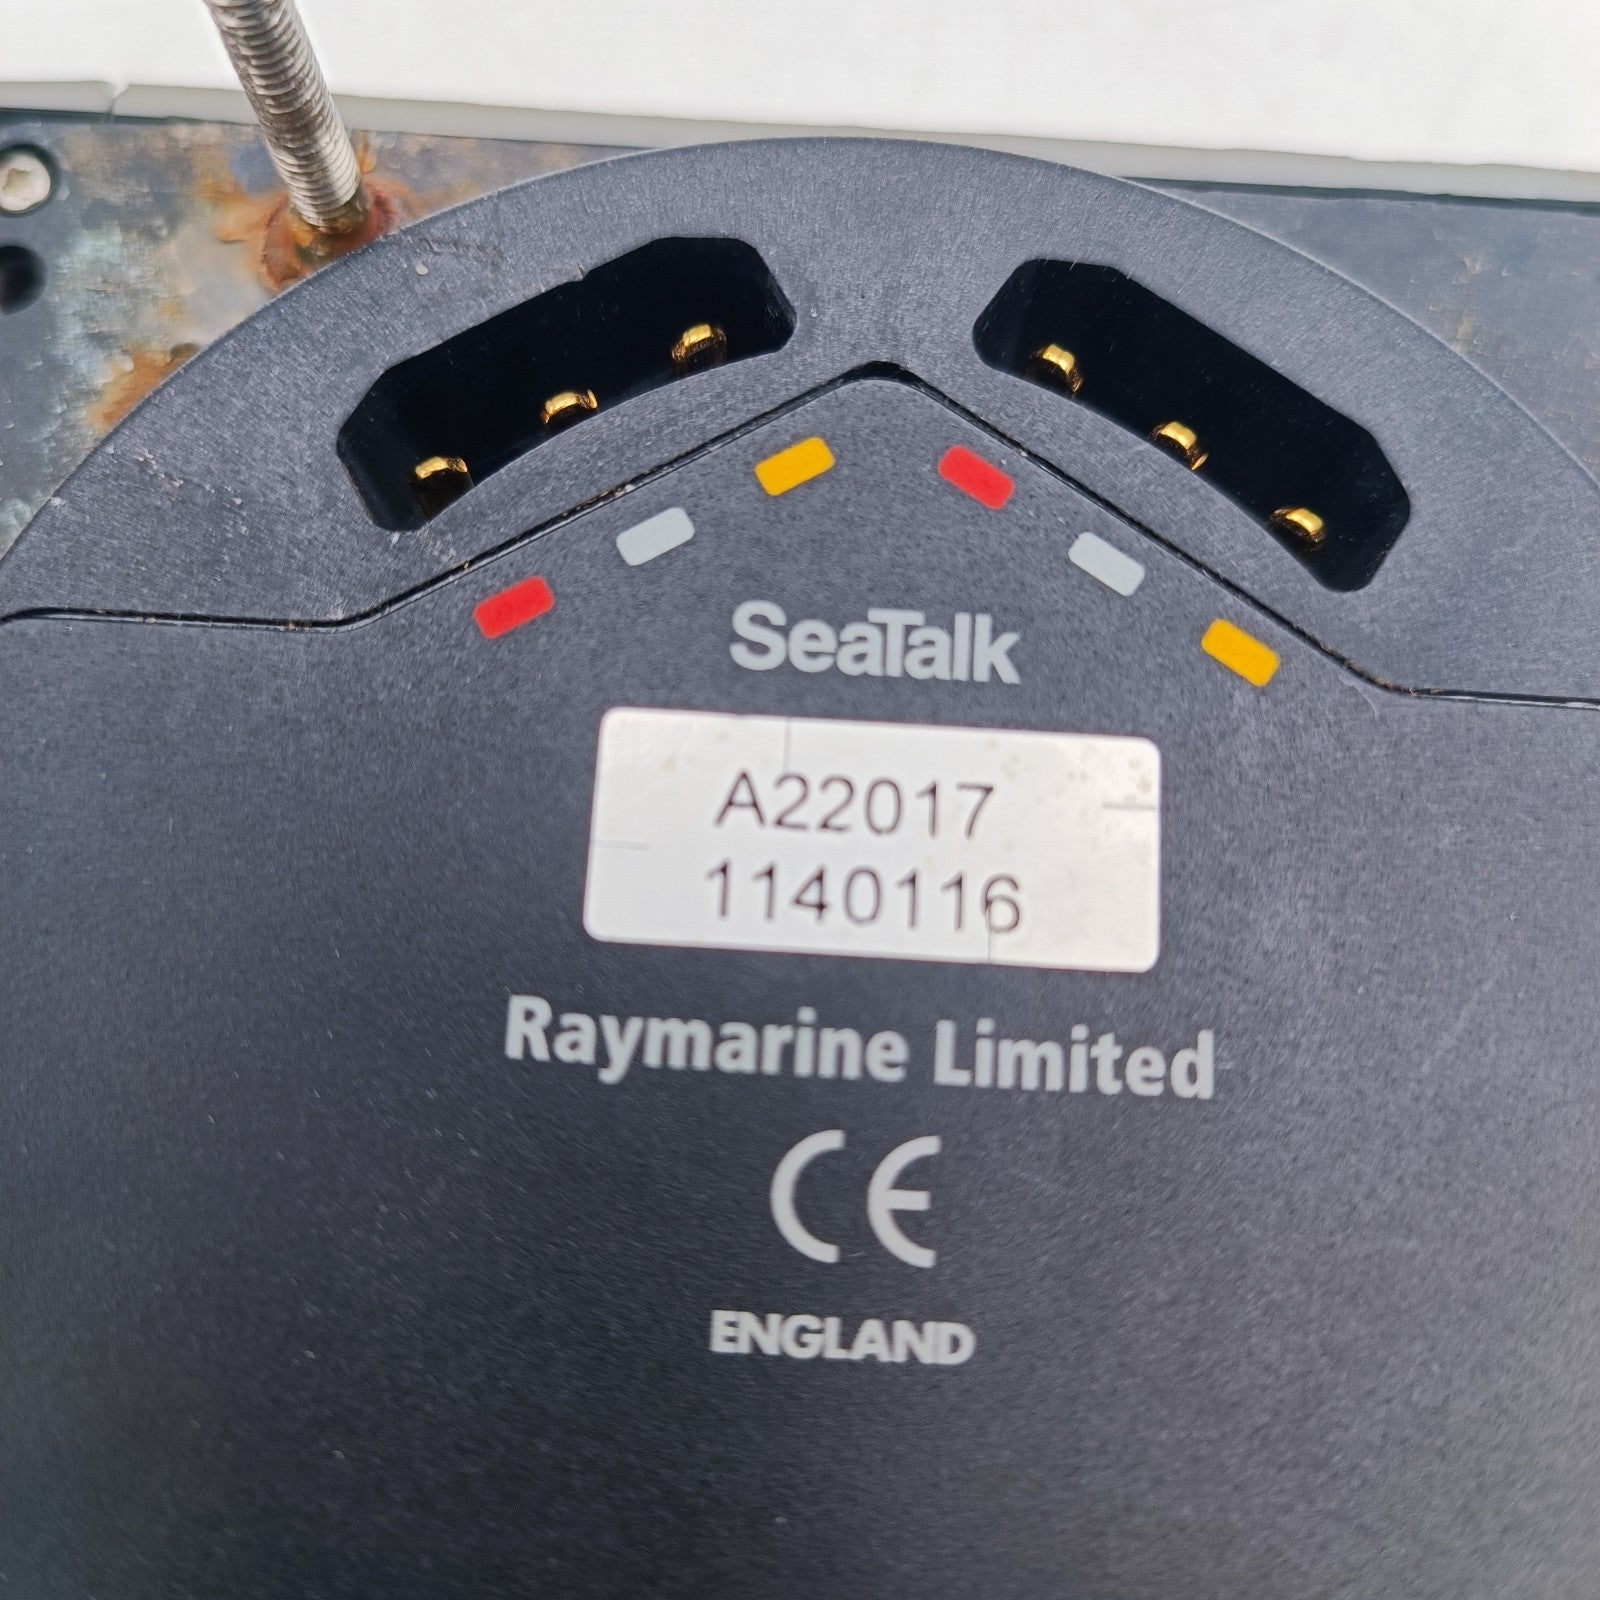 SeaTalk
A22017
1140116
Raymarine Limited
CE
ENGLAND